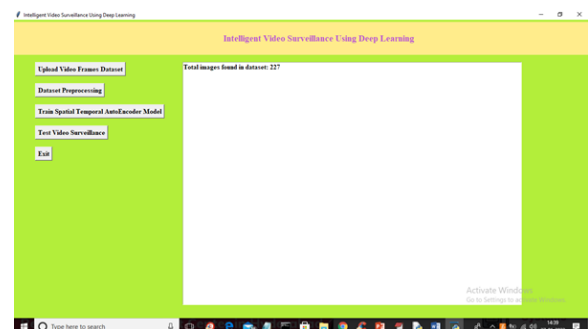 Intelligent Video Surveillance Using Deep Learning
Intelligent Video Surveillance Using Deep Learning
Upload Video Frames Dataset
Total images found in dataset: 227
Dataset Preprocessing
Train Spatial Temporal AutoEncoder Model
Test Video Surveillance
Exit
Activate Windows
Go to Settings to activate Windows.
Type here to search
14:39